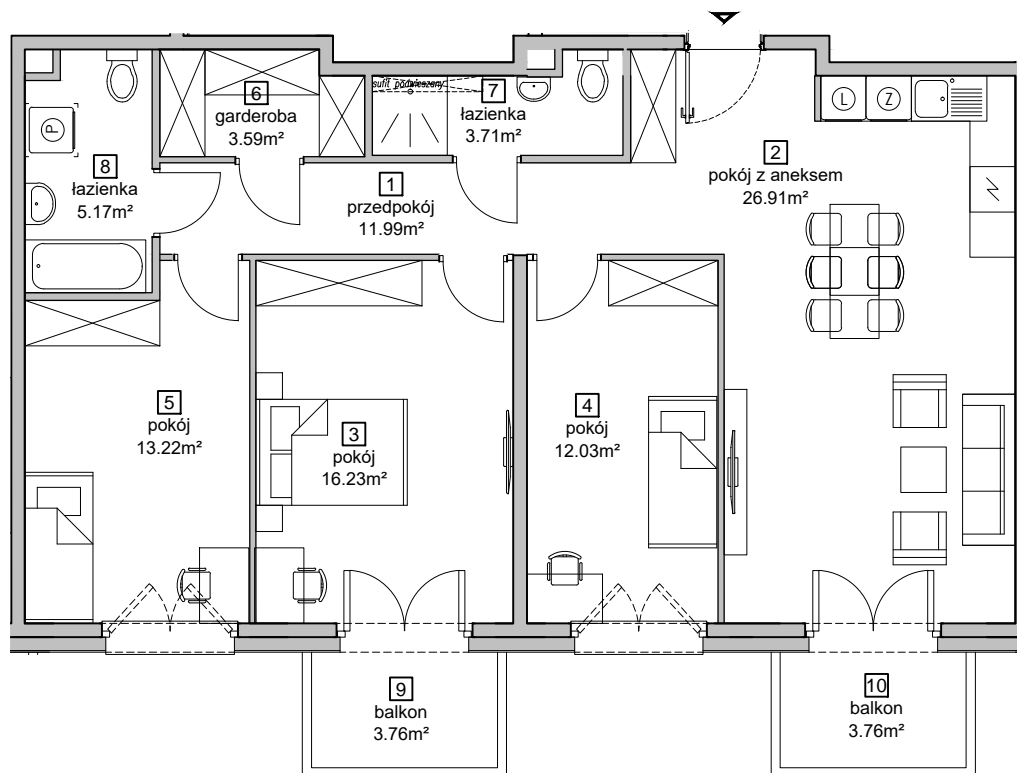 6
garderoba
3.59m²
sufit podwieszony
7
łazienka
3.71m²
L
Z
P
8
łazienka
5.17m²
1
przedpokój
11.99m²
2
pokój z aneksem
26.91m²
5
pokój
13.22m²
3
pokój
16.23m²
4
pokój
12.03m²
9
balkon
3.76m²
10
balkon
3.76m²